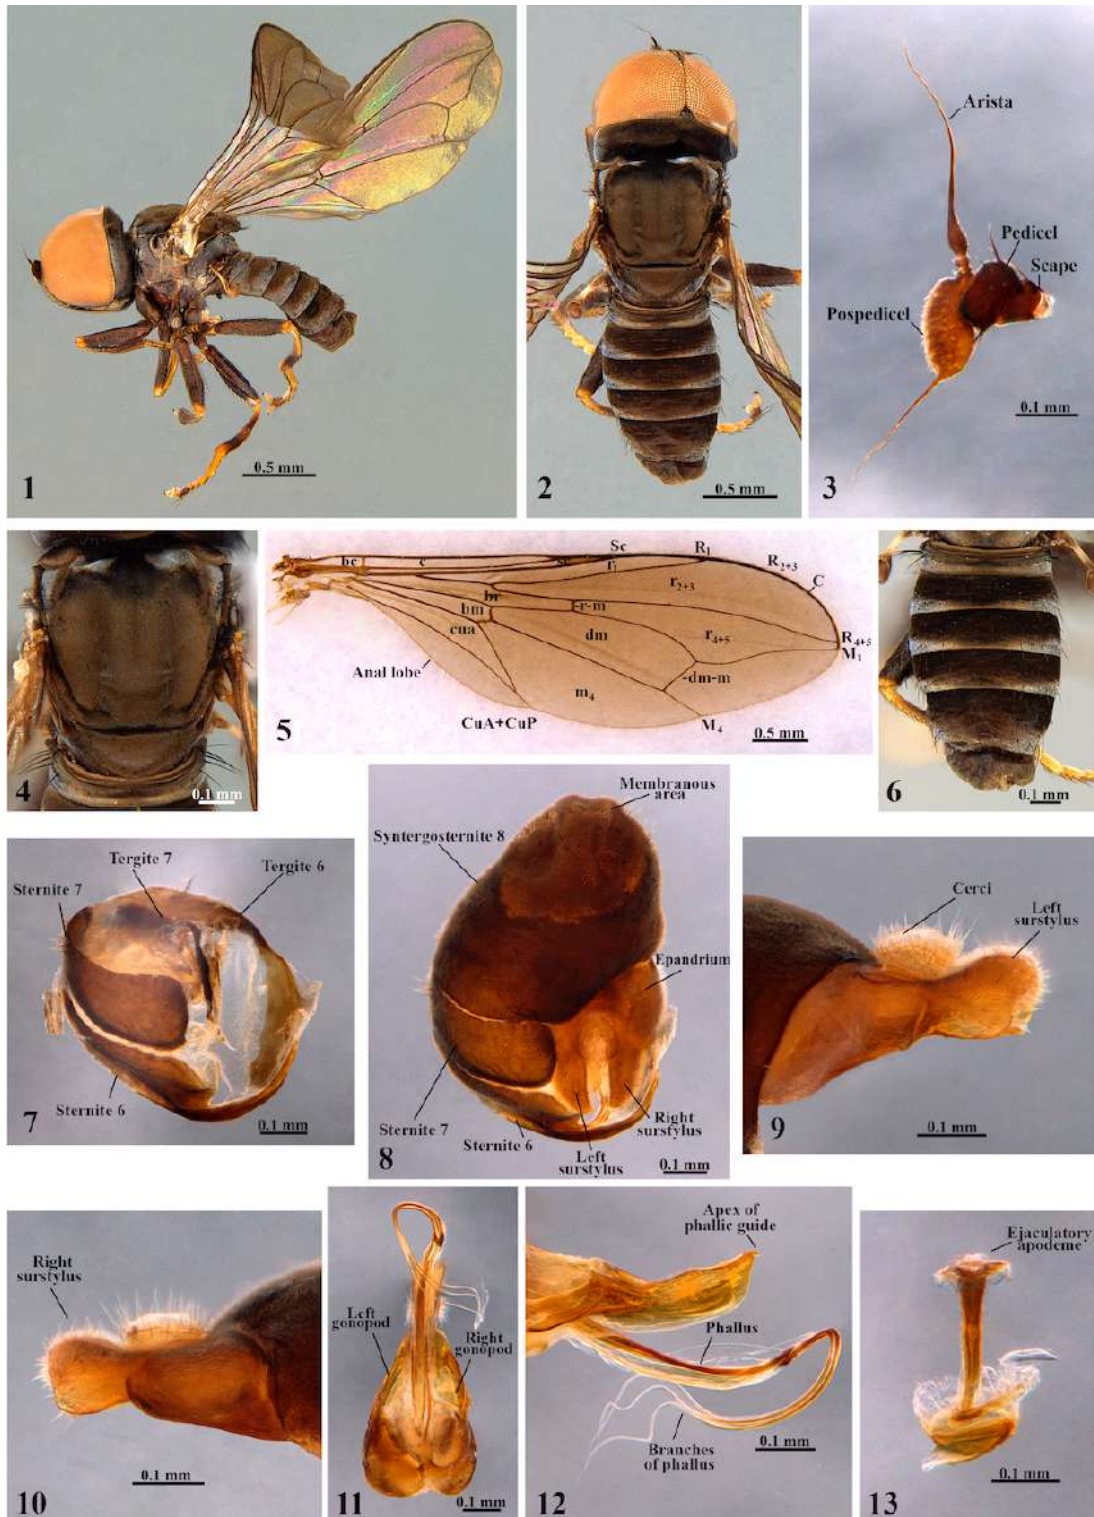 0.5 mm
1
0.5 mm
2
Arista
Pedicel
Scape
Pospedicel
0.1 mm
3
0.1 mm
4
Sc
R1
R2+3
C
bc
c
sc
r1
r2+3
br
bm
-r-m
cua
dm
r4+5
R4+5
M1
Anal lobe
-dm-m
m4
CuA+CuP
M4
0.5 mm
5
0.1 mm
6
Tergite 7
Tergite 6
Sternite 7
Sternite 6
0.1 mm
7
Membranous
area
Syntergosternite 8
Epandrium
Sternite 7
Sternite 6
Left
surstylus
Right
surstylus
0.1 mm
8
Cerci
Left
surstylus
0.1 mm
9
Right
surstylus
0.1 mm
10
Left
gonopod
Right
gonopod
0.1 mm
11
Apex of
phallic guide
Phallus
Branches
of phallus
0.1 mm
12
Ejaculatory
apodeme
0.1 mm
13